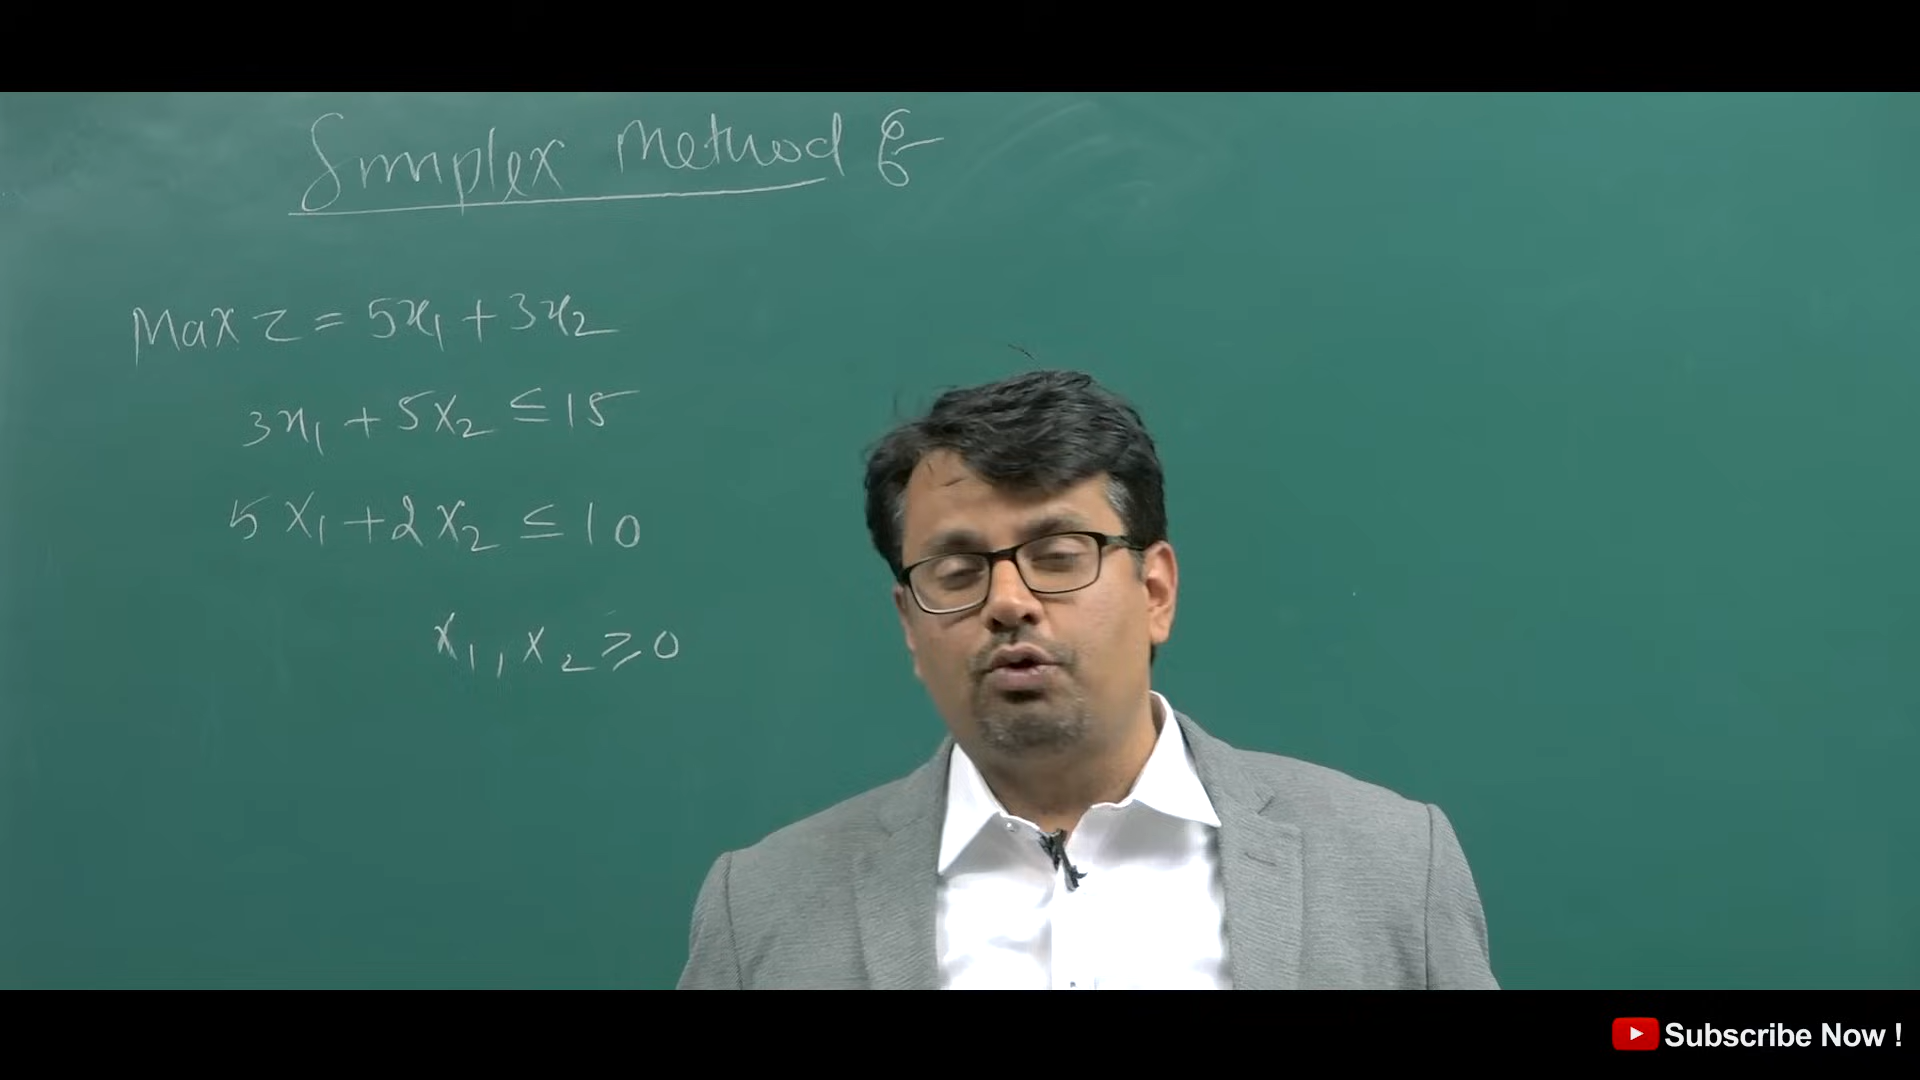 Simplex Method :-
Max Z = 5x₁ + 3x₂
3x₁ + 5x₂ ≤ 15
5x₁ + 2x₂ ≤ 10
x₁, x₂ ≥ 0
Subscribe Now !